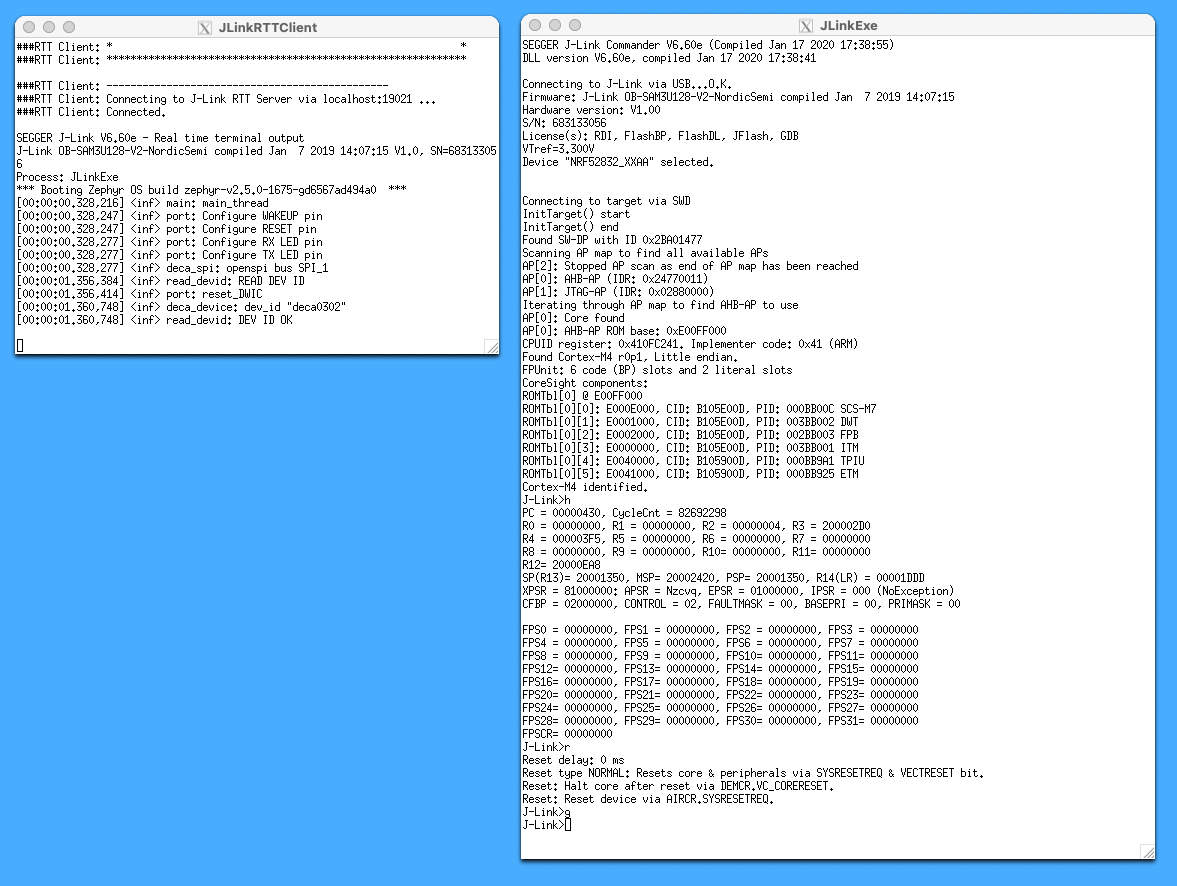 JLinkRTTClient
###RTT Client: * *
###RTT Client: ************************************************************
###RTT Client: -----------------------------------------------
###RTT Client: Connecting to J-Link RTT Server via localhost:19021 ...
###RTT Client: Connected.
SEGGER J-Link V6.60e - Real time terminal output
J-Link OB-SAM3U128-V2-NordicSemi compiled Jan  7 2019 14:07:15 V1.0, SN=68313305
6
Process: JLinkExe
*** Booting Zephyr OS build zephyr-v2.5.0-1675-gd6567ad494a0  ***
[00:00:00.328,216] <inf> main: main_thread
[00:00:00.328,247] <inf> port: Configure WAKEUP pin
[00:00:00.328,247] <inf> port: Configure RESET pin
[00:00:00.328,277] <inf> port: Configure RX LED pin
[00:00:00.328,277] <inf> port: Configure TX LED pin
[00:00:00.328,277] <inf> deca_spi: openspi bus SPI_1
[00:00:01.356,384] <inf> read_devid: READ DEV ID
[00:00:01.356,414] <inf> port: reset_DWIC
[00:00:01.360,748] <inf> deca_device: dev_id "deca0302"
[00:00:01.360,748] <inf> read_devid: DEV ID OK
JLinkExe
SEGGER J-Link Commander V6.60e (Compiled Jan 17 2020 17:38:55)
DLL version V6.60e, compiled Jan 17 2020 17:38:41
Connecting to J-Link via USB...O.K.
Firmware: J-Link OB-SAM3U128-V2-NordicSemi compiled Jan  7 2019 14:07:15
Hardware version: V1.00
S/N: 683133056
License(s): RDI, FlashBP, FlashDL, JFlash, GDB
VTref=3.300V
Device "NRF52832_XXAA" selected.
Connecting to target via SWD
InitTarget() start
InitTarget() end
Found SW-DP with ID 0x2BA01477
Scanning AP map to find all available APs
AP[2]: Stopped AP scan as end of AP map has been reached
AP[0]: AHB-AP (IDR: 0x24770011)
AP[1]: JTAG-AP (IDR: 0x02880000)
Iterating through AP map to find AHB-AP to use
AP[0]: Core found
AP[0]: AHB-AP ROM base: 0xE00FF000
CPUID register: 0x410FC241. Implementer code: 0x41 (ARM)
Found Cortex-M4 r0p1, Little endian.
FPUnit: 6 code (BP) slots and 2 literal slots
CoreSight components:
ROMTbl[0] @ E00FF000
ROMTbl[0][0]: E000E000, CID: B105E00D, PID: 000BB00C SCS-M7
ROMTbl[0][1]: E0001000, CID: B105E00D, PID: 003BB002 DWT
ROMTbl[0][2]: E0002000, CID: B105E00D, PID: 002BB003 FPB
ROMTbl[0][3]: E0000000, CID: B105E00D, PID: 003BB001 ITM
ROMTbl[0][4]: E0040000, CID: B105900D, PID: 000BB9A1 TPIU
ROMTbl[0][5]: E0041000, CID: B105900D, PID: 000BB925 ETM
Cortex-M4 identified.
J-Link>h
PC = 00000430, CycleCnt = 82692298
R0 = 00000000, R1 = 00000000, R2 = 00000004, R3 = 200002D0
R4 = 000003F5, R5 = 00000000, R6 = 00000000, R7 = 00000000
R8 = 00000000, R9 = 00000000, R10= 00000000, R11= 00000000
R12= 20000EA8
SP(R13)= 20001350, MSP= 20002420, PSP= 20001350, R14(LR) = 00001DDD
XPSR = 81000000: APSR = Nzcvq, EPSR = 01000000, IPSR = 000 (NoException)
CFBP = 02000000, CONTROL = 02, FAULTMASK = 00, BASEPRI = 00, PRIMASK = 00
FPS0 = 00000000, FPS1 = 00000000, FPS2 = 00000000, FPS3 = 00000000
FPS4 = 00000000, FPS5 = 00000000, FPS6 = 00000000, FPS7 = 00000000
FPS8 = 00000000, FPS9 = 00000000, FPS10= 00000000, FPS11= 00000000
FPS12= 00000000, FPS13= 00000000, FPS14= 00000000, FPS15= 00000000
FPS16= 00000000, FPS17= 00000000, FPS18= 00000000, FPS19= 00000000
FPS20= 00000000, FPS21= 00000000, FPS22= 00000000, FPS23= 00000000
FPS24= 00000000, FPS25= 00000000, FPS26= 00000000, FPS27= 00000000
FPS28= 00000000, FPS29= 00000000, FPS30= 00000000, FPS31= 00000000
FPSCR= 00000000
J-Link>r
Reset delay: 0 ms
Reset type NORMAL: Resets core & peripherals via SYSRESETREQ & VECTRESET bit.
Reset: Halt core after reset via DEMCR.VC_CORERESET.
Reset: Reset device via AIRCR.SYSRESETREQ.
J-Link>g
J-Link>